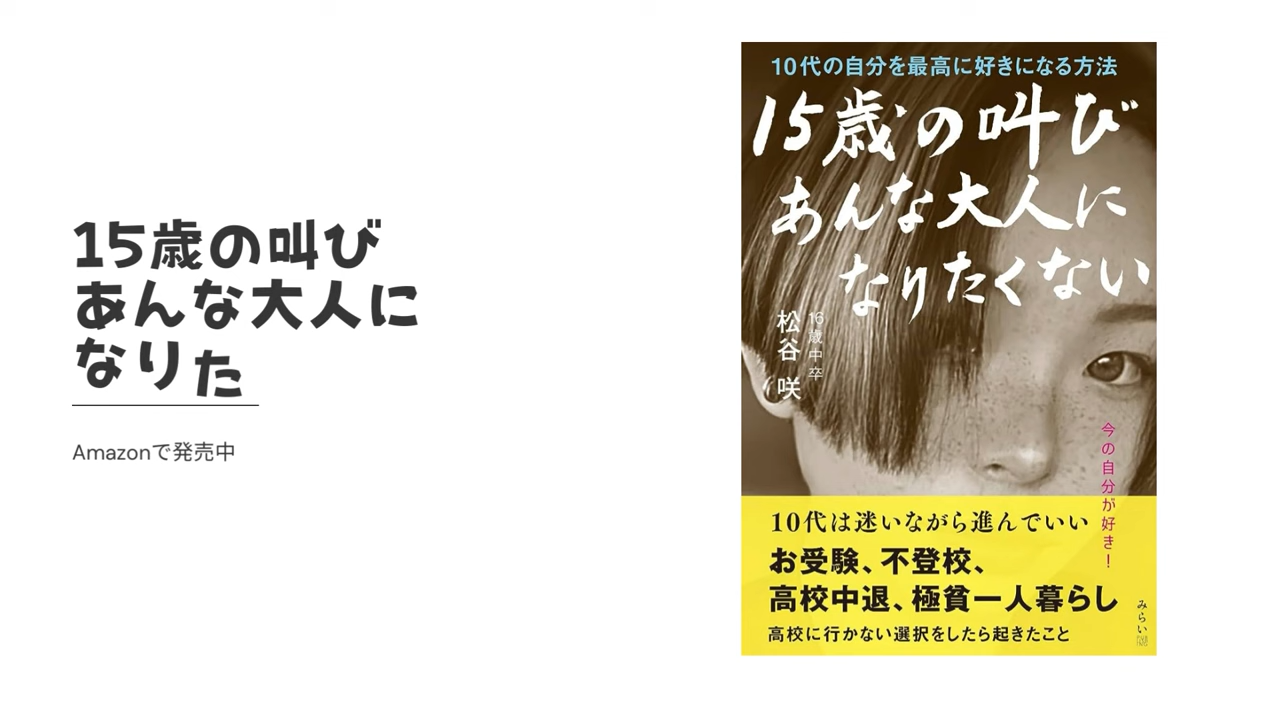 15歳の叫び
あんな大人に
なりた
Amazonで発売中
10代の自分を最高に好きになる方法
15歳の叫び
あんな大人に
なりたくない
16歳中卒
松谷 咲
今の自分が好き!
10代は迷いながら進んでいい
お受験、不登校、
高校中退、極貧一人暮らし
高校に行かない選択をしたら起きたこと
みらい